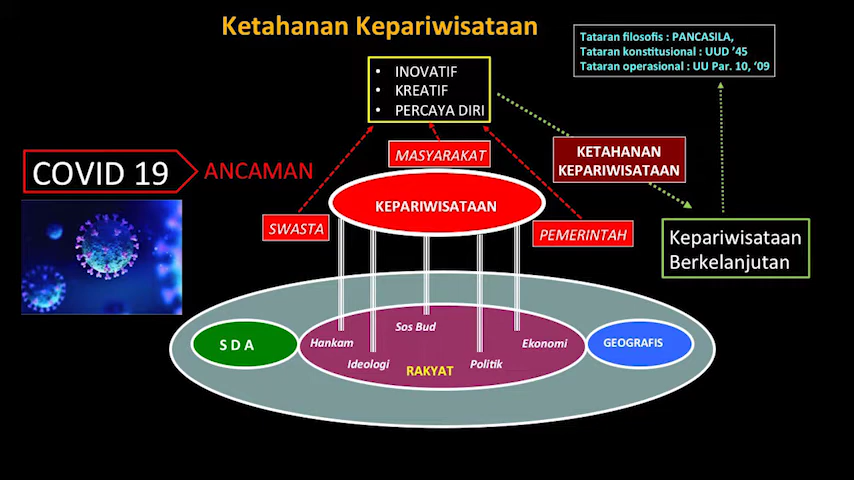 Ketahanan Kepariwisataan
Tataran filosofis : PANCASILA,
Tataran konstitusional : UUD ’45
Tataran operasional : UU Par. 10, ‘09
• INOVATIF
• KREATIF
• PERCAYA DIRI
COVID 19
ANCAMAN
MASYARAKAT
KETAHANAN
KEPARIWISATAAN
KEPARIWISATAAN
SWASTA
PEMERINTAH
Kepariwisataan
Berkelanjutan
S D A
Hankam
Ideologi
Sos Bud
RAKYAT
Politik
Ekonomi
GEOGRAFIS